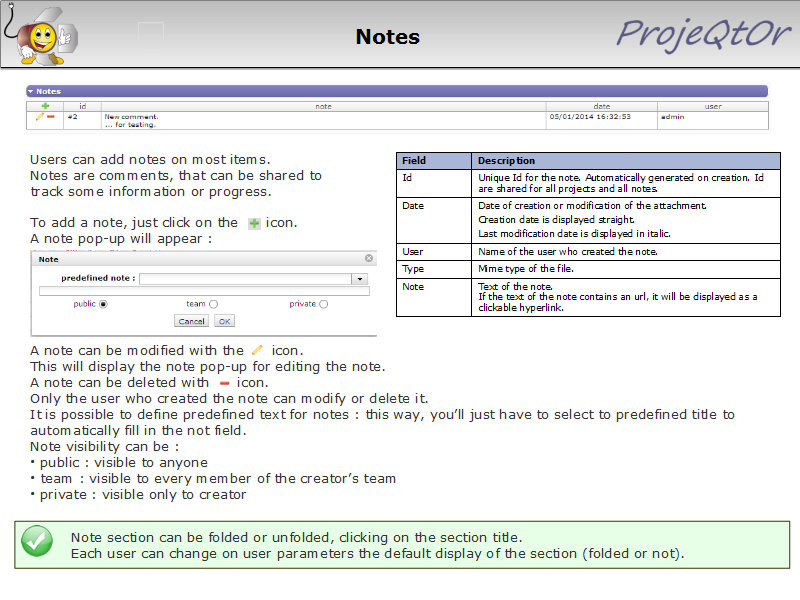 Notes
ProjeQtOr
Notes
id note date user
#2 New comment. 05/01/2014 16:32:53 admin
... for testing.
Users can add notes on most items.
Notes are comments, that can be shared to
track some information or progress.
To add a note, just click on the icon.
A note pop-up will appear :
Note
predefined note :
public team private
Cancel OK
Field Description
Id Unique Id for the note. Automatically generated on creation. Id
are shared for all projects and all notes.
Date Date of creation or modification of the attachment.
Creation date is displayed straight.
Last modification date is displayed in italic.
User Name of the user who created the note.
Type Mime type of the file.
Note Text of the note.
If the text of the note contains an url, it will be displayed as a
clickable hyperlink.
A note can be modified with the icon.
This will display the note pop-up for editing the note.
A note can be deleted with icon.
Only the user who created the note can modify or delete it.
It is possible to define predefined text for notes : this way, you’ll just have to select to predefined title to
automatically fill in the not field.
Note visibility can be :
• public : visible to anyone
• team : visible to every member of the creator’s team
• private : visible only to creator
Note section can be folded or unfolded, clicking on the section title.
Each user can change on user parameters the default display of the section (folded or not).